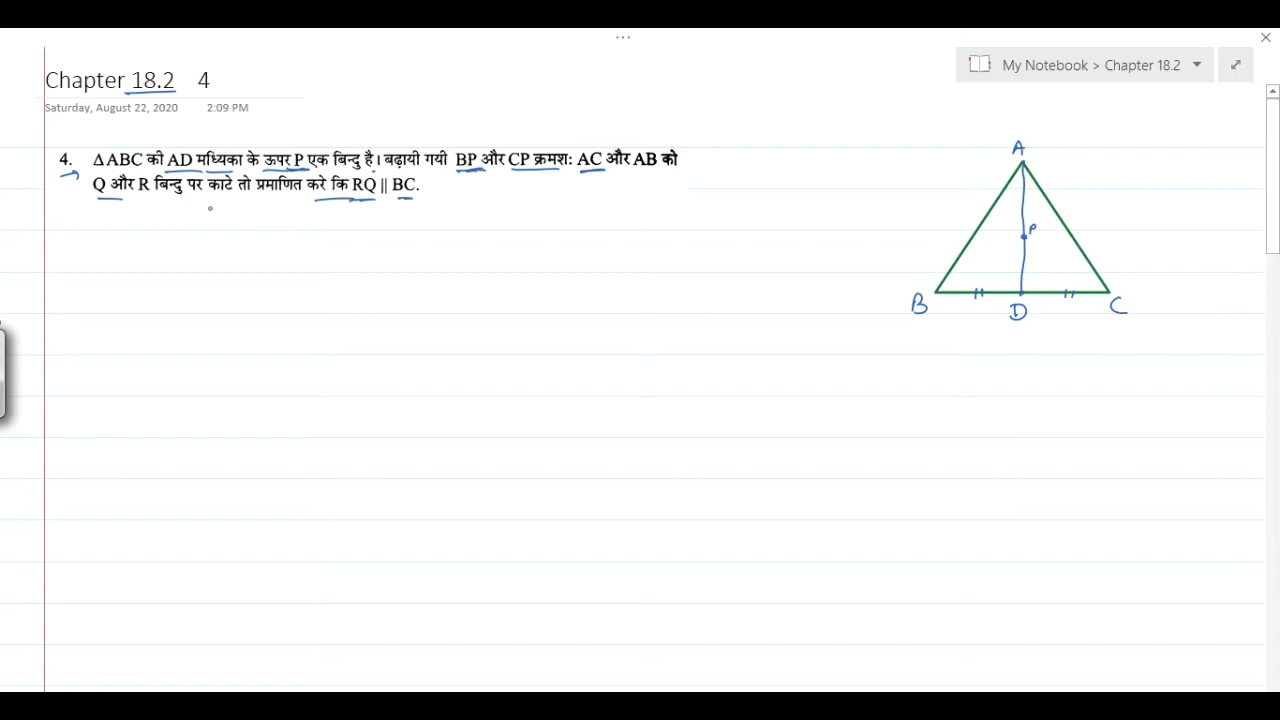 ...
Chapter 18.2 4
My Notebook > Chapter 18.2
Saturday, August 22, 2020 2:09 PM
4. Δ ABC की AD मध्यिका के ऊपर P एक बिन्दु है। बढ़ायी गयी BP और CP क्रमश: AC और AB को
Q और R बिन्दु पर काटे तो प्रमाणित करे कि RQ || BC.
A
P
B
D
C